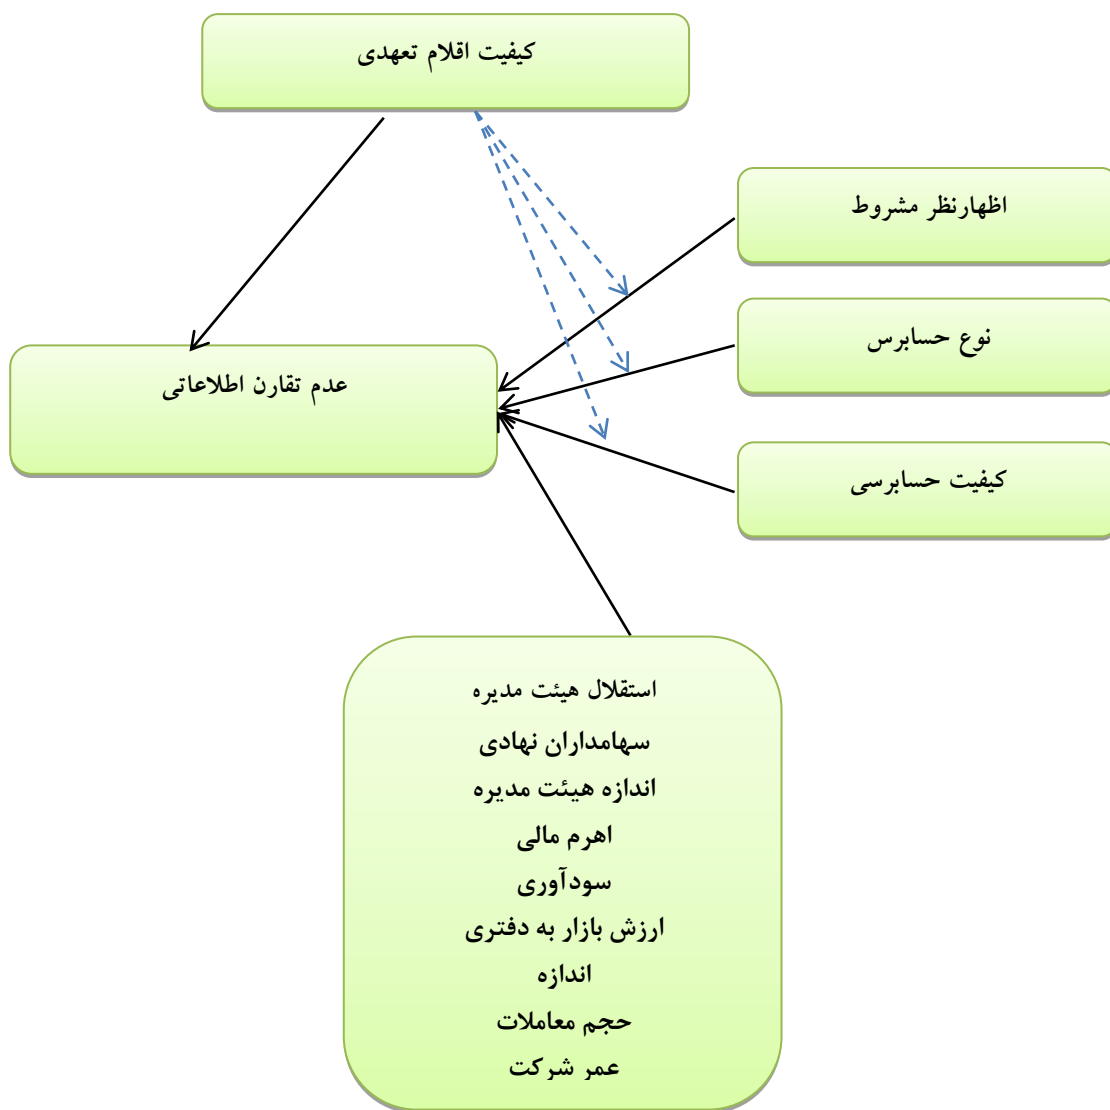 کیفیت اقلام تعهدی
اظهارنظر مشروط
نوع حسابرس
عدم تقارن اطلاعاتی
کیفیت حسابرسی
استقلال هیئت مدیره
سهامداران نهادی
اندازه هیئت مدیره
اهرم مالی
سودآوری
ارزش بازار به دفتری
اندازه
حجم معاملات
عمر شرکت